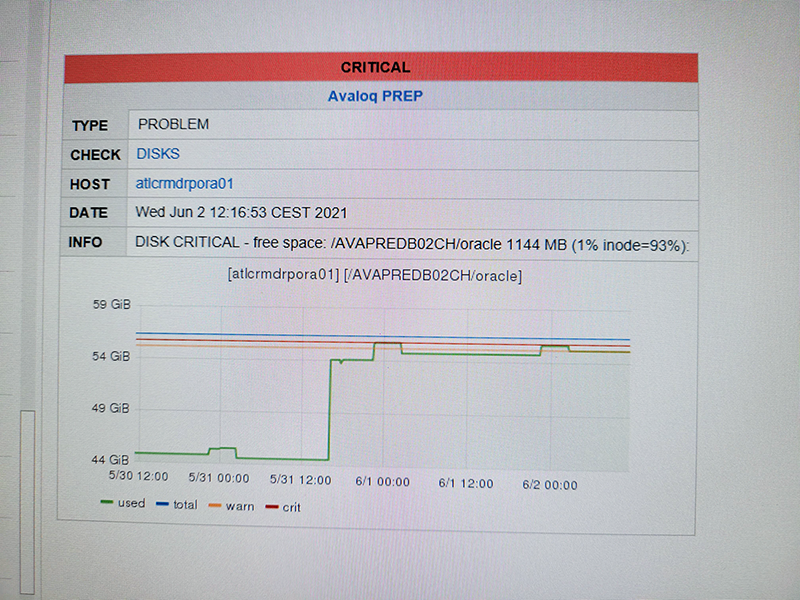 CRITICAL
Avaloq PREP
TYPE PROBLEM
CHECK DISKS
HOST atlcrmdrpora01
DATE Wed Jun 2 12:16:53 CEST 2021
INFO DISK CRITICAL - free space: /AVAPREDB02CH/oracle 1144 MB (1% inode=93%):
[atlcrmdrpora01] [/AVAPREDB02CH/oracle]
59 GiB
54 GiB
49 GiB
44 GiB
5/30 12:00 5/31 00:00 5/31 12:00 6/1 00:00 6/1 12:00 6/2 00:00
used total warn crit